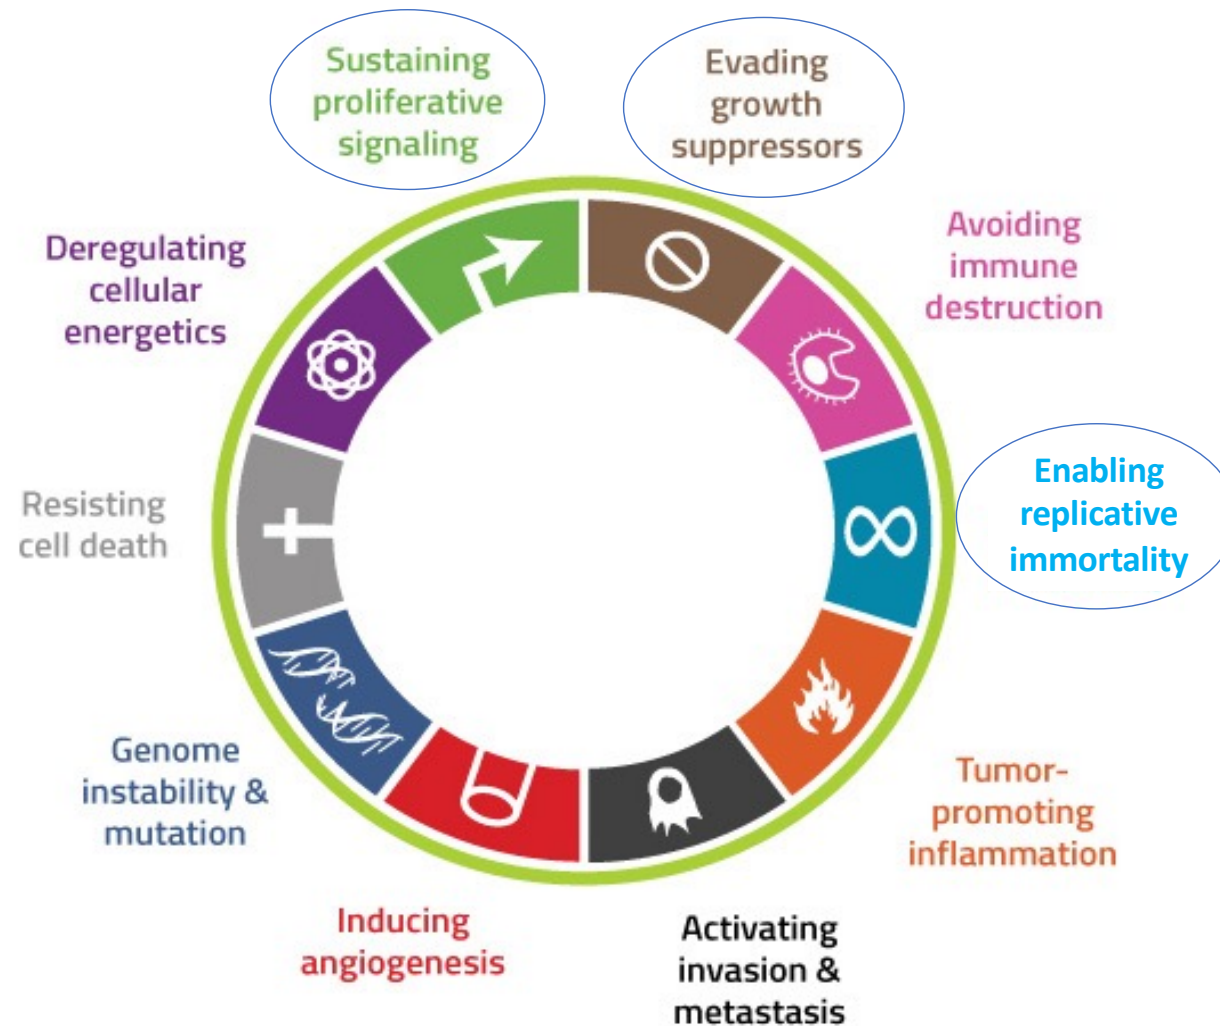 Sustaining
proliferative
signaling
Evading
growth
suppressors
Avoiding
immune
destruction
Enabling
replicative
immortality
Tumor-
promoting
inflammation
Activating
invasion &
metastasis
Inducing
angiogenesis
Genome
instability &
mutation
Resisting
cell death
Deregulating
cellular
energetics